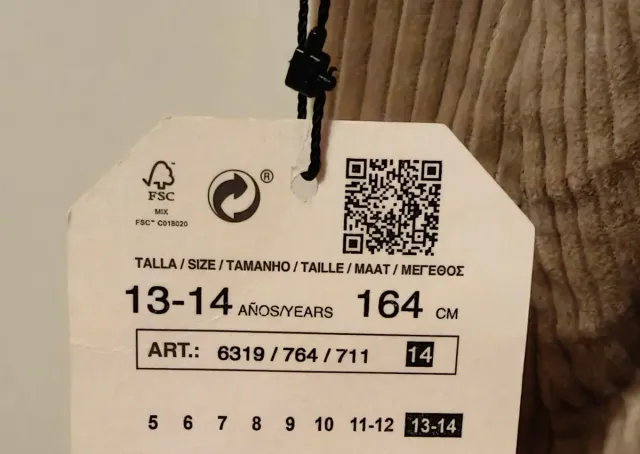 FSC
MIX
FSC™ C018020
®
TALLA / SIZE / TAMANHO / TAILLE / MAAT / ΜΕΓΕΘΟΣ
13-14 AÑOS/YEARS 164 CM
ART.: 6319 / 764 / 711 14
5 6 7 8 9 10 11-12 13-14